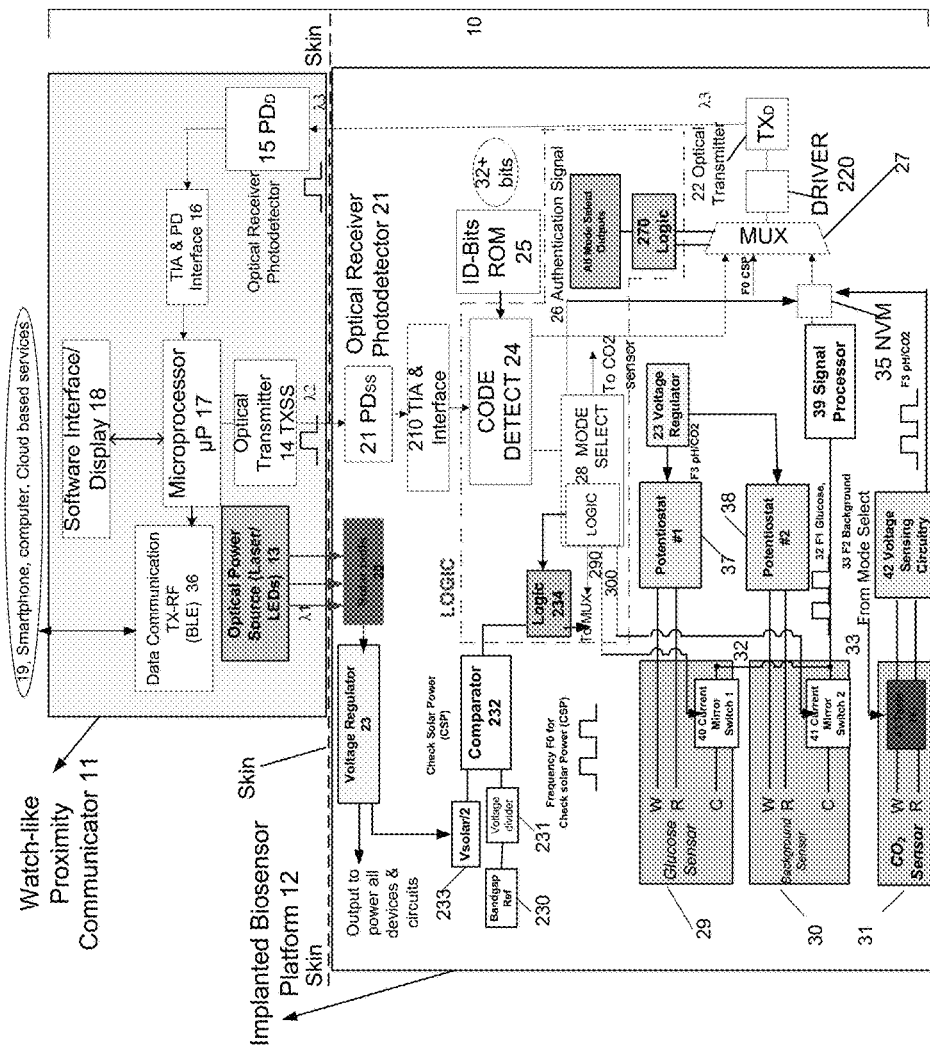 19, Smartphone, computer, Cloud based services
Watch-like
Proximity
Communicator 11
Software Interface/
Display 18
Data Communication
TX-RF
(BLE) 36
Microprocessor
µP 17
TIA & PD
Interface 16
15 PDD
Optical Receiver
Photodetector
Optical Power
Source (Laser/
LEDs) 13
Optical
Transmitter
14 TXSS
λ1
λ2
λ3
Skin
Skin
Skin
10
Implanted Biosensor
Platform 12
Optical Receiver
Photodetector 21
21 PDSS
210 TIA &
Interface
Voltage Regulator
23
Output to
power all
devices &
circuits
Check Solar Power
(CSP)
Vsolar/2
233
Comparator
232
Voltage
divider
231
Bandgap
Ref
230
Frequency F0 for
Check solar Power (CSP)
LOGIC
CODE
DETECT 24
ID-Bits
ROM
25
32+
bits
26 Authentication Signal
Logic
234
LOGIC
28 MODE
SELECT
To CO2
sensor
290
300
To MUX
270
Logic
22 Optical
Transmitter
TXD
λ3
DRIVER
220
MUX
27
F0 CSP
23 Voltage
Regulator
F3 pH/CO2
Potentiostat
#1
37
Potentiostat
#2
38
39 Signal
Processor
35 NVM
F3 pH/CO2
32 F1 Glucose,
33 F2 Background
From Mode Select
42 Voltage
Sensing
Circuitry
W
R
C
Glucose
Sensor
29
40 Current
Mirror
Switch 1
32
W
R
C
Background
Sensor
30
41 Current
Mirror
Switch 2
33
W
R
CO2
Sensor
31